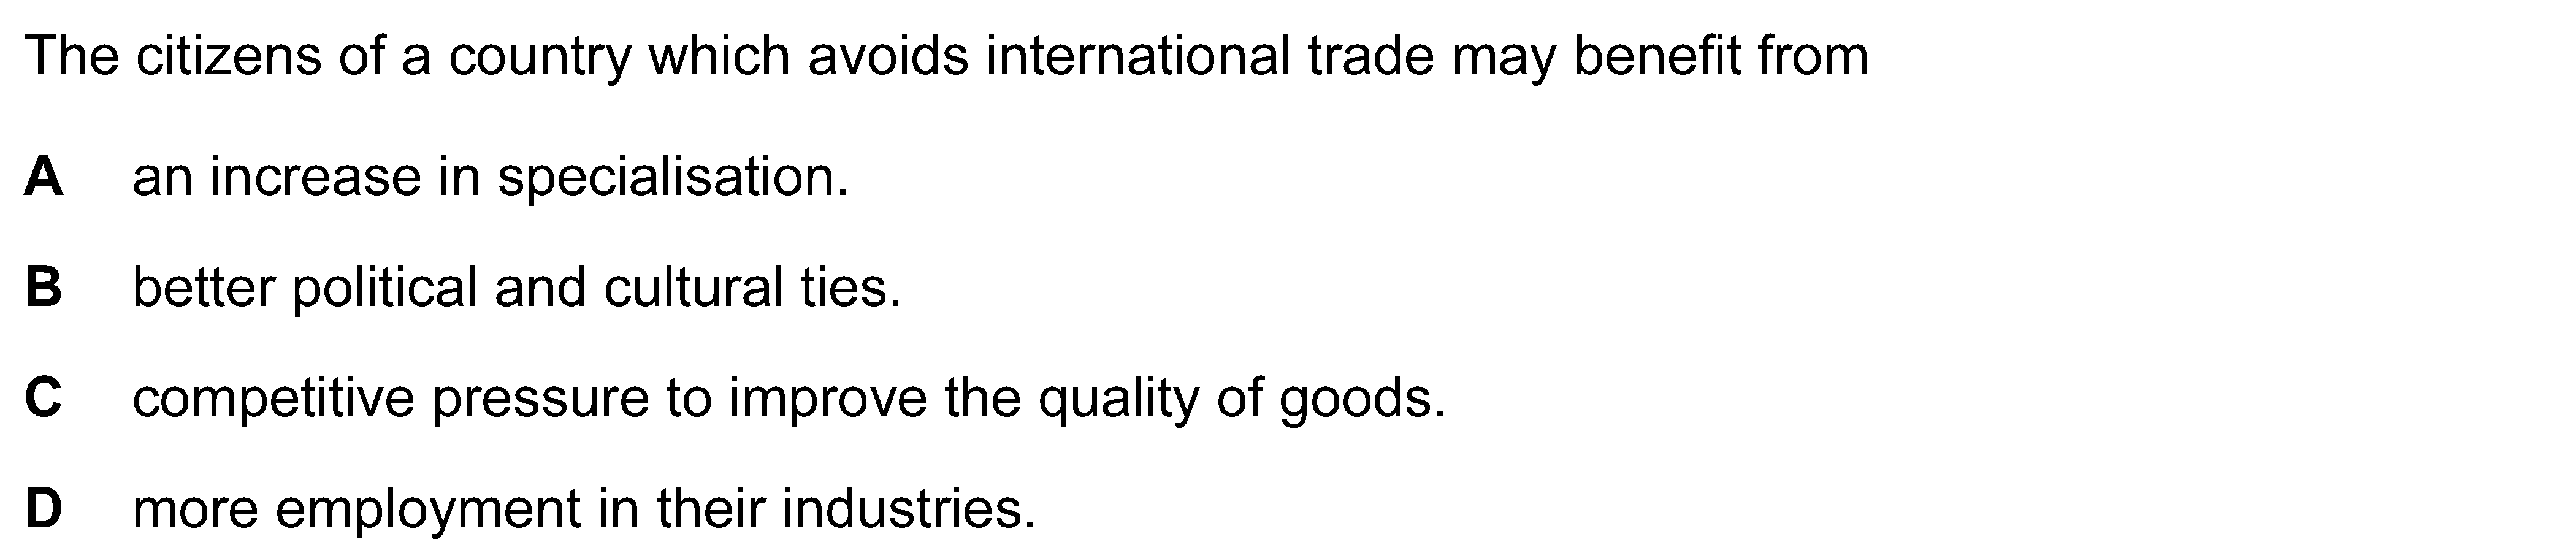 The citizens of a country which avoids international trade may benefit from
A an increase in specialisation.
B better political and cultural ties.
C competitive pressure to improve the quality of goods.
D more employment in their industries.